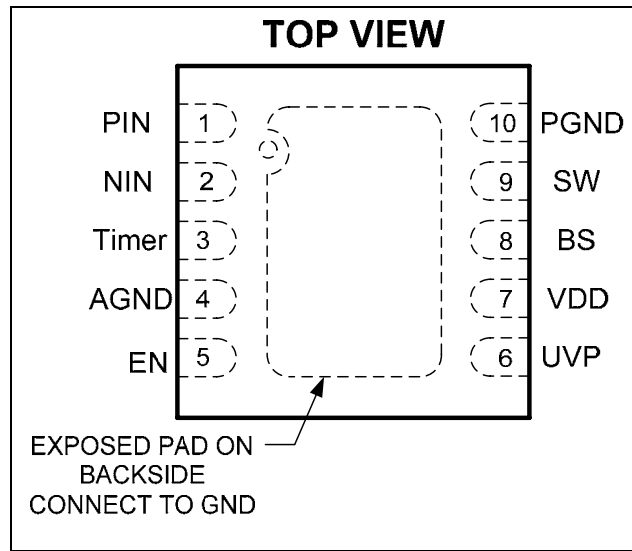 TOP VIEW
PIN 1 10 PGND
NIN 2 9 SW
Timer 3 8 BS
AGND 4 7 VDD
EN 5 6 UVP
EXPOSED PAD ON
BACKSIDE
CONNECT TO GND